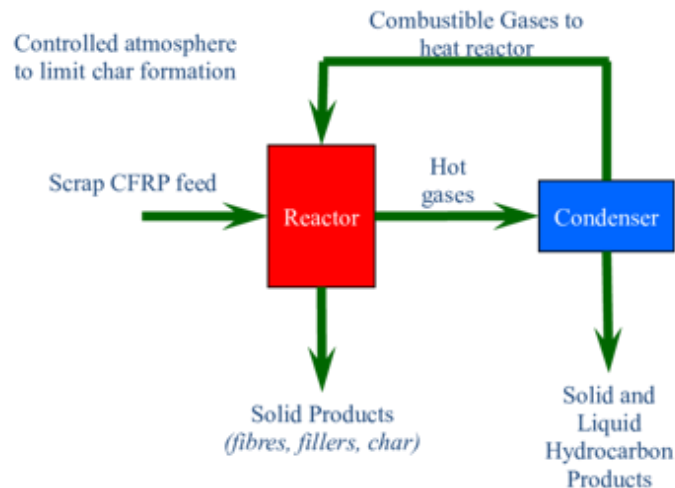 Controlled atmosphere
to limit char formation
Combustible Gases to
heat reactor
Scrap CFRP feed
Reactor
Hot
gases
Condenser
Solid Products
(fibres, fillers, char)
Solid and
Liquid
Hydrocarbon
Products